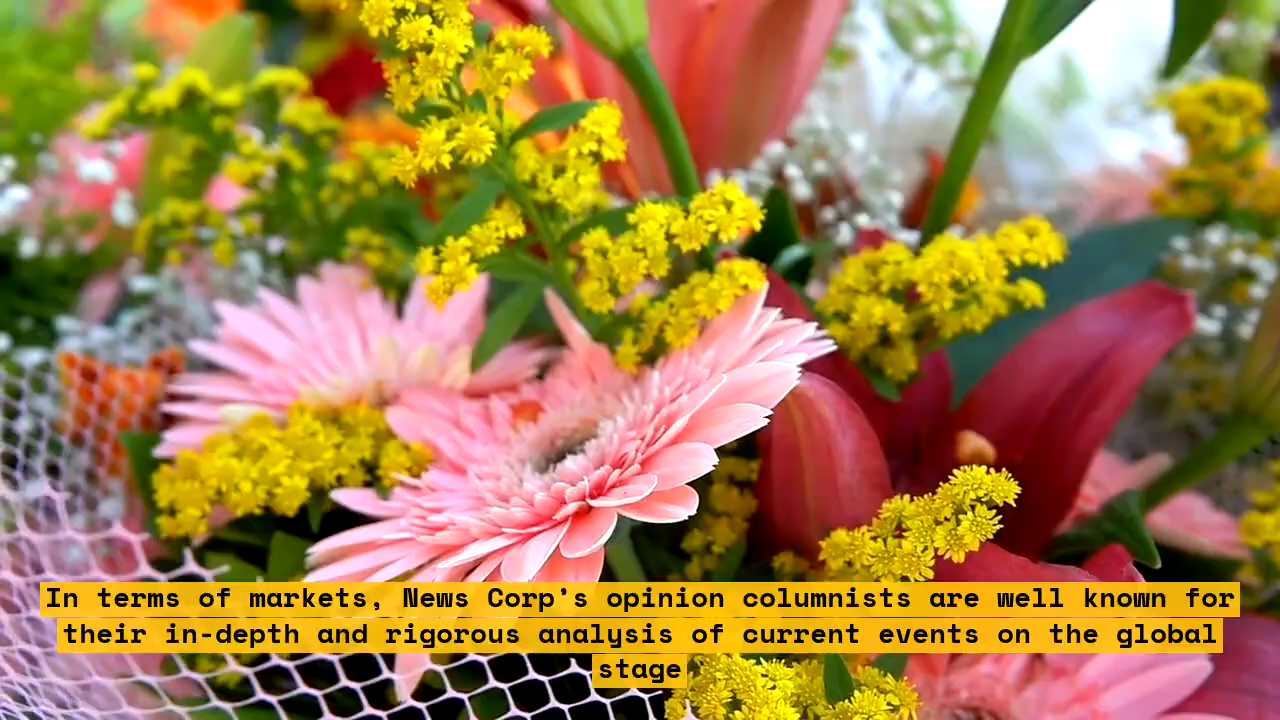 In terms of markets, News Corp's opinion columnists are well known for
their in-depth and rigorous analysis of current events on the global
stage